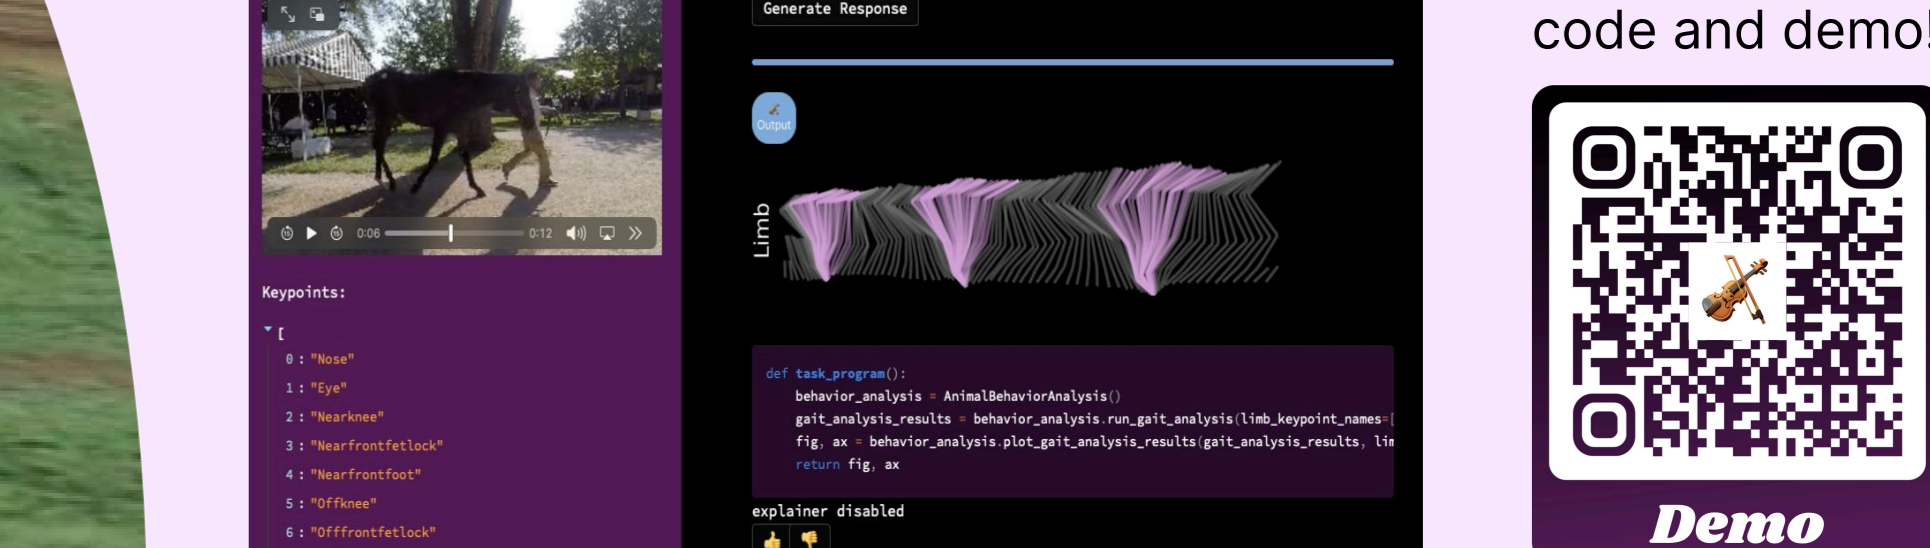 Generate Response
code and demo!
Output
Limb
0:06
0:12
Keypoints:
[
0 : "Nose"
1 : "Eye"
2 : "Nearknee"
3 : "Nearfrontfetlock"
4 : "Nearfrontfoot"
5 : "Offknee"
6 : "Offfrontfetlock"
def task_program():
behavior_analysis = AnimalBehaviorAnalysis()
gait_analysis_results = behavior_analysis.run_gait_analysis(limb_keypoint_names=[
fig, ax = behavior_analysis.plot_gait_analysis_results(gait_analysis_results, lim
return fig, ax
explainer disabled
Demo